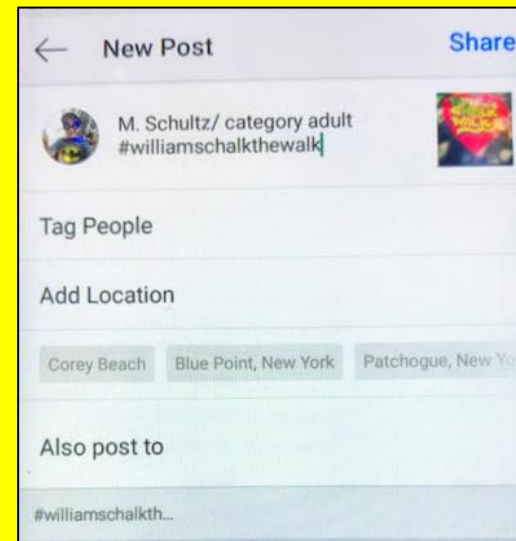 ← New Post Share
M. Schultz/ category adult
#williamschalkthewalk
Tag People
Add Location
Corey Beach Blue Point, New York Patchogue, New Yo
Also post to
#williamschalkth...